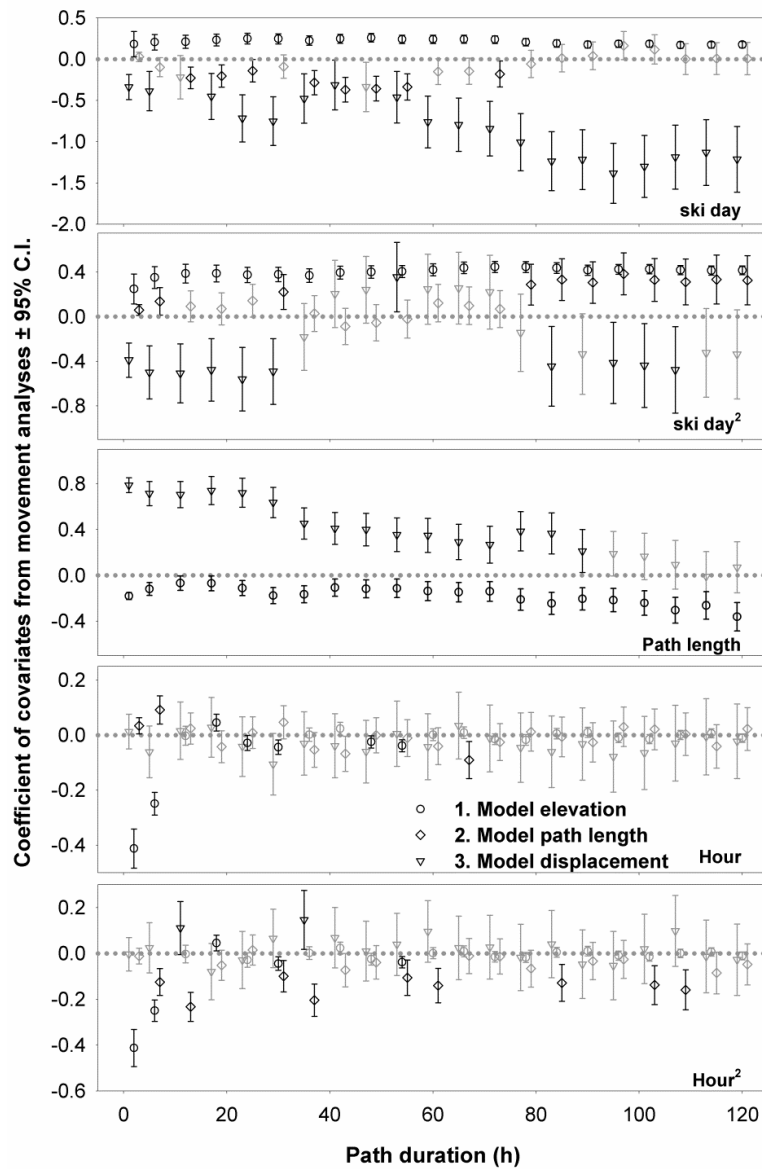 Coefficient of covariates from movement analyses ± 95% C.I.
0.5
0.0
-0.5
-1.0
-1.5
-2.0
ski day
0.4
0.0
-0.4
-0.8
ski day²
0.8
0.4
0.0
-0.4
Path length
0.2
0.0
-0.2
-0.4
1. Model elevation
2. Model path length
3. Model displacement
Hour
0.2
0.0
-0.2
-0.4
-0.6
Hour²
0 20 40 60 80 100 120
Path duration (h)